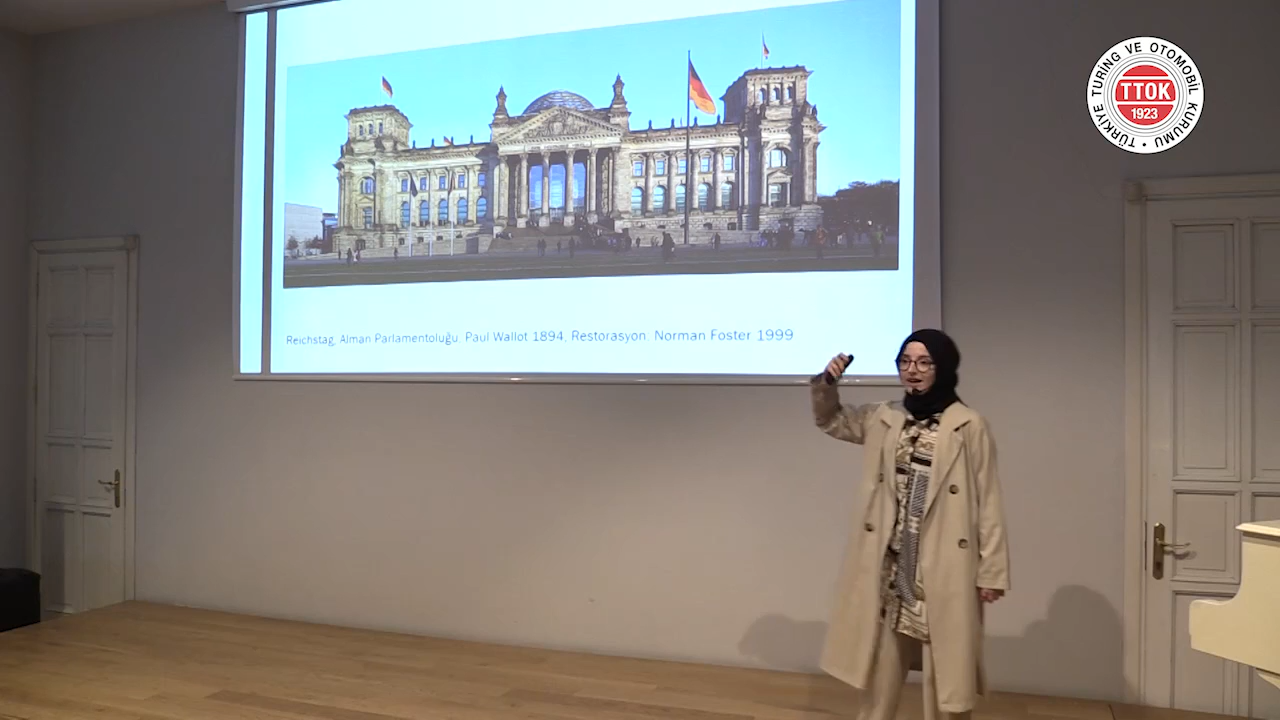 TÜRKİYE TURİNG VE OTOMOBİL KURUMU
TTOK
1923
Reichstag, Alman Parlamentoluğu. Paul Wallot 1894, Restorasyon. Norman Foster 1999